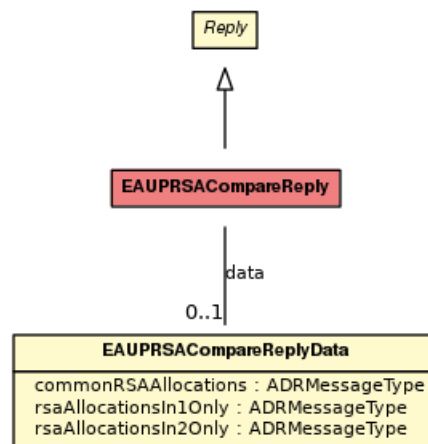 Reply
EAUPRSACompareReply
data
0..1
EAUPRSACompareReplyData
commonRSAAllocations : ADRMessageType
rsaAllocationsIn1Only : ADRMessageType
rsaAllocationsIn2Only : ADRMessageType